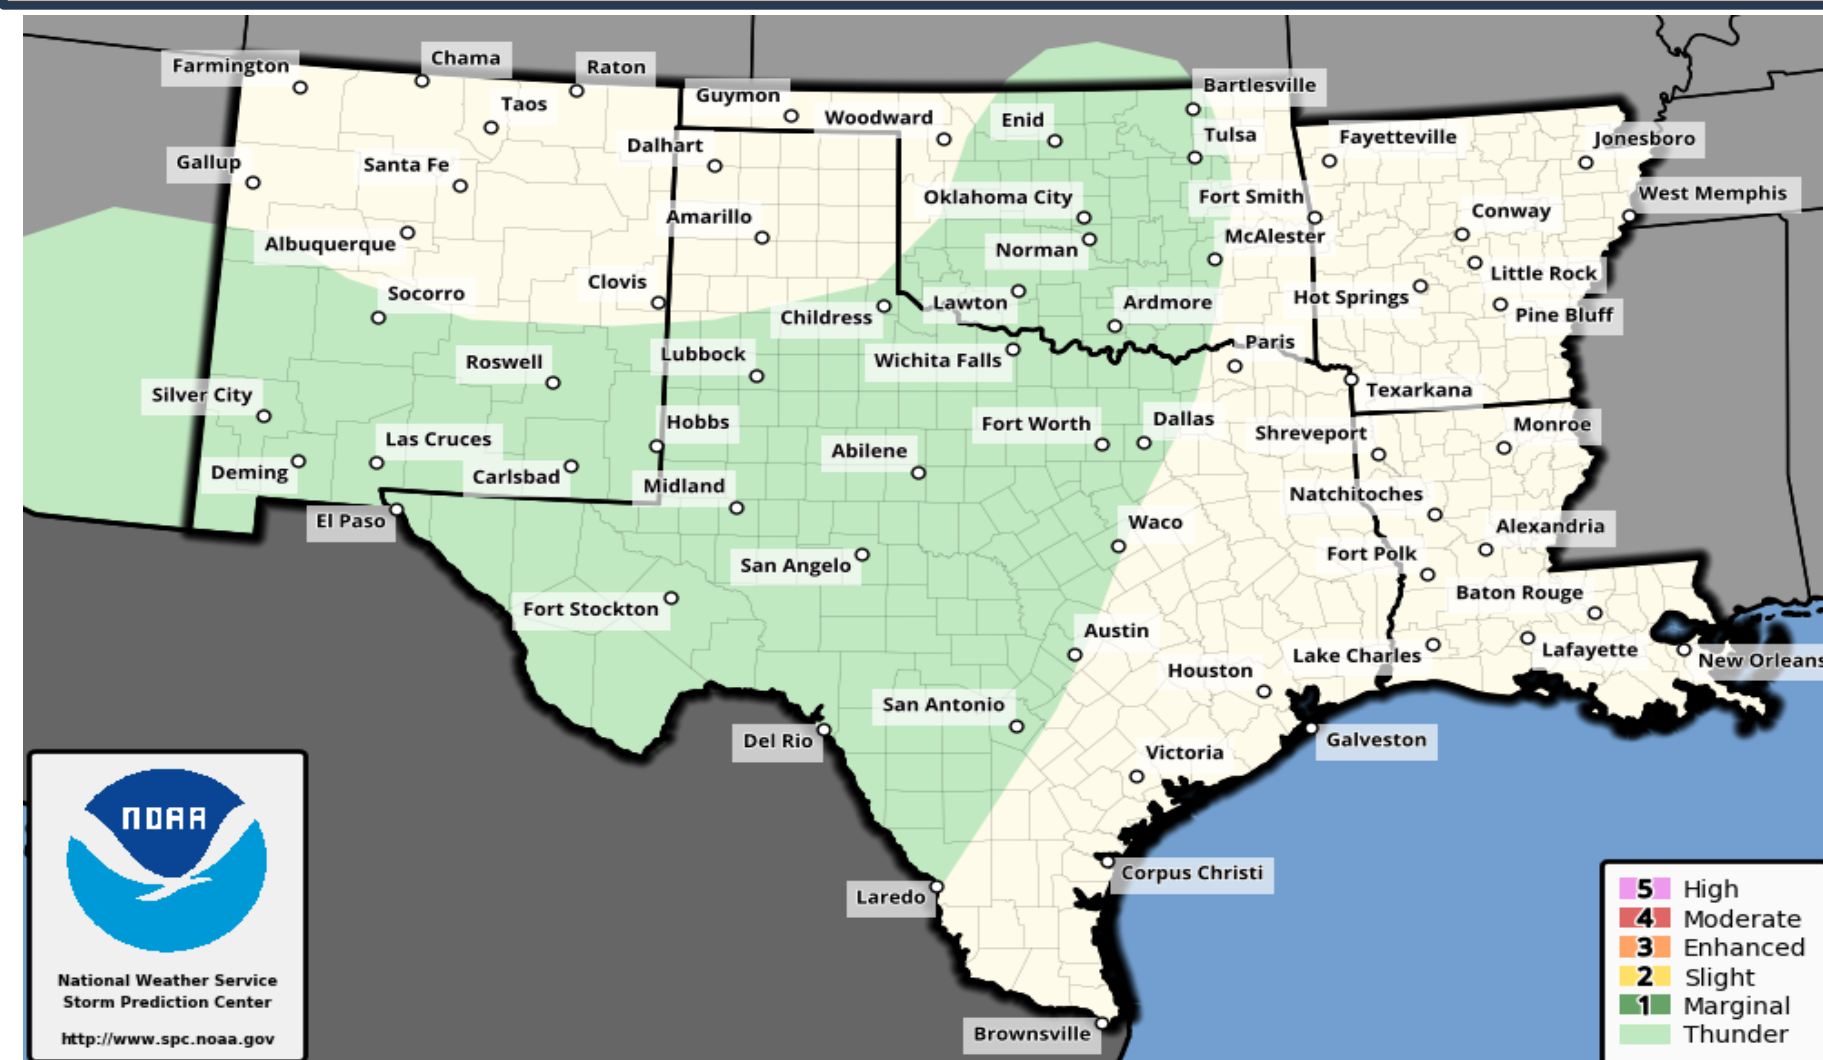 Farmington
Chama
Raton
Taos
Guymon
Woodward
Enid
Bartlesville
Tulsa
Fayetteville
Jonesboro
Gallup
Santa Fe
Dalhart
Oklahoma City
Fort Smith
West Memphis
Albuquerque
Amarillo
Norman
McAlester
Conway
Socorro
Clovis
Childress
Lawton
Ardmore
Hot Springs
Little Rock
Pine Bluff
Silver City
Roswell
Lubbock
Wichita Falls
Paris
Texarkana
Las Cruces
Hobbs
Abilene
Fort Worth
Dallas
Shreveport
Monroe
Deming
Carlsbad
Midland
Natchitoches
El Paso
San Angelo
Waco
Fort Polk
Alexandria
Fort Stockton
Austin
Baton Rouge
Houston
Lake Charles
Lafayette
New Orleans
Del Rio
San Antonio
Victoria
Galveston
Laredo
Corpus Christi
Brownsville
NOAA
National Weather Service
Storm Prediction Center
http://www.spc.noaa.gov
5 High
4 Moderate
3 Enhanced
2 Slight
1 Marginal
Thunder